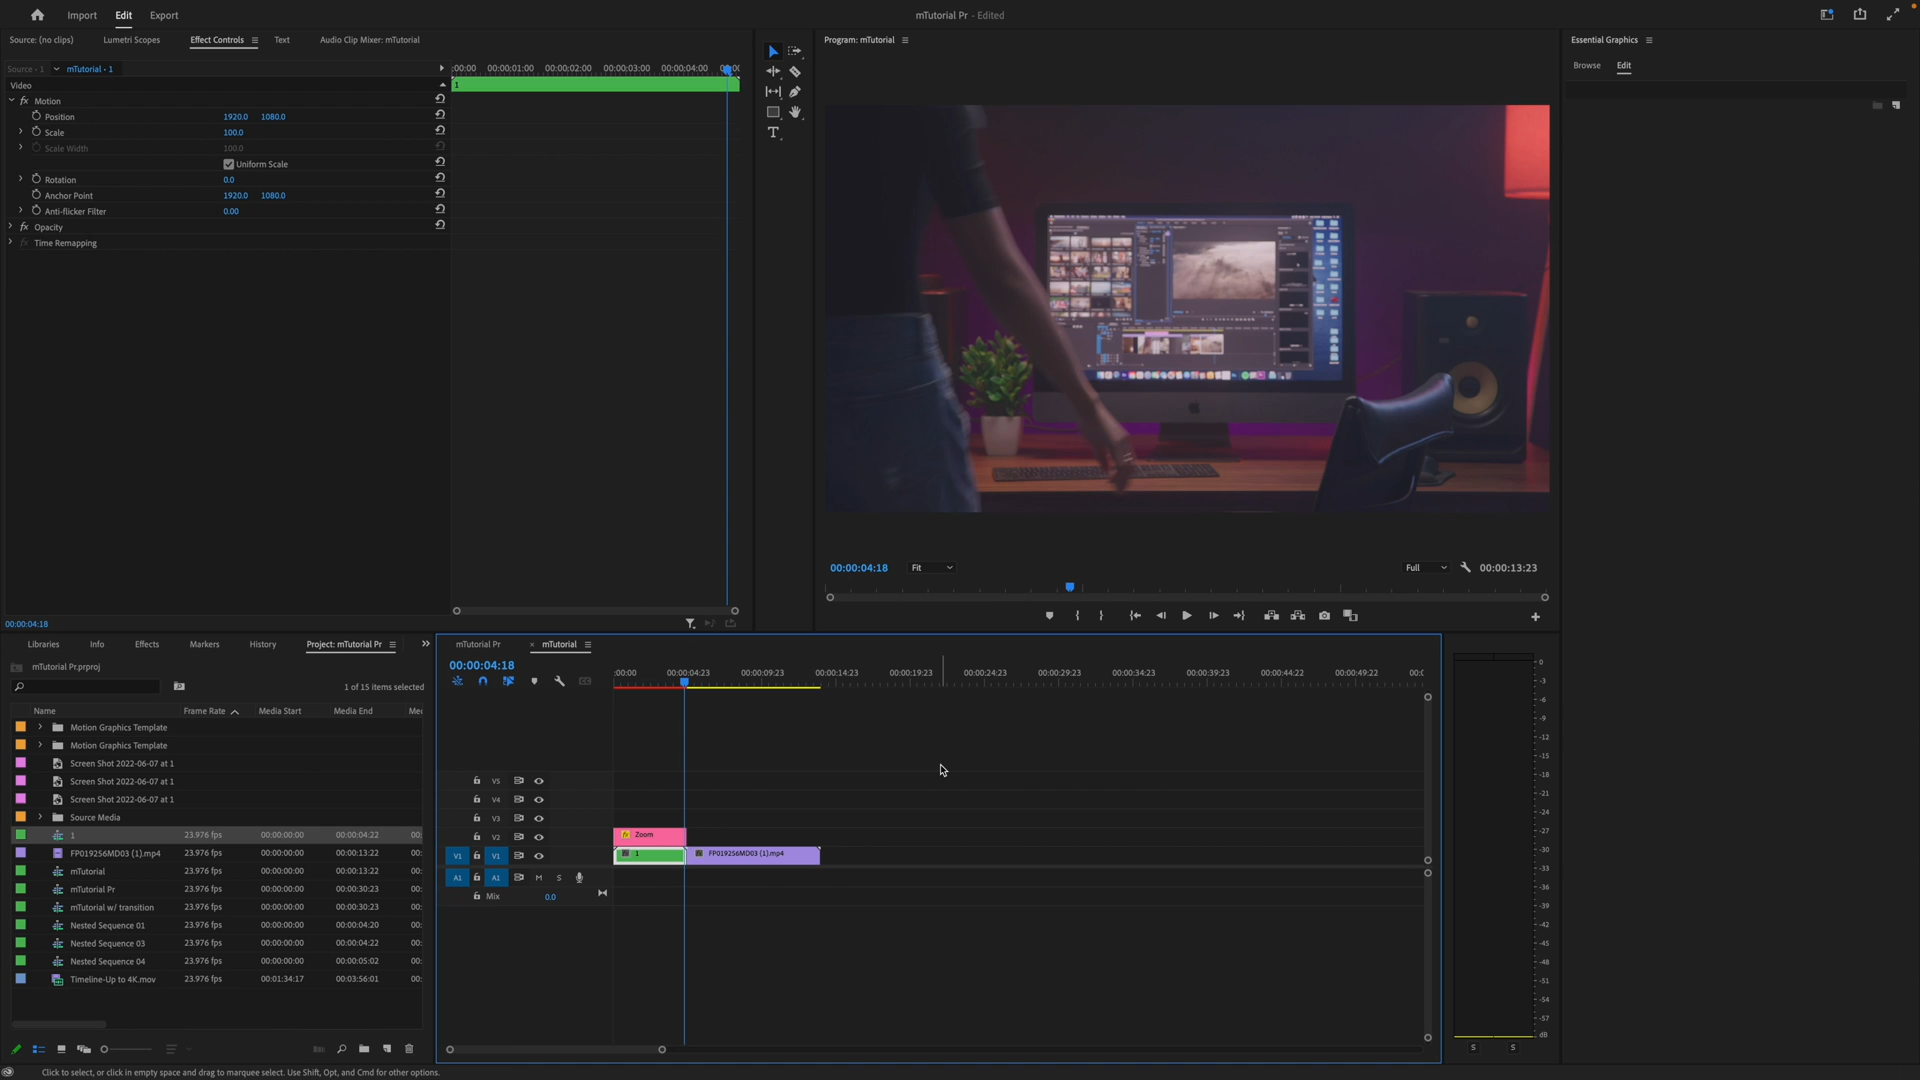 Import Edit Export
mTutorial Pr - Edited
Source: (no clips) Lumetri Scopes Effect Controls Text Audio Clip Mixer: mTutorial
Program: mTutorial
Essential Graphics
Browse Edit
Source • 1 mTutorial • 1
:00:00 00:00:01:00 00:00:02:00 00:00:03:00 00:00:04:00 00:00
Video
1
fx Motion
Position 1920.0 1080.0
Scale 100.0
Scale Width 100.0
Uniform Scale
Rotation 0.0
Anchor Point 1920.0 1080.0
Anti-flicker Filter 0.00
fx Opacity
fx Time Remapping
00:00:04:18
00:00:04:18 Fit Full 00:00:13:23
Libraries Info Effects Markers History Project: mTutorial Pr
mTutorial Pr.prproj
1 of 15 items selected
Name Frame Rate Media Start Media End Med
Motion Graphics Template
Motion Graphics Template
Screen Shot 2022-06-07 at 1
Screen Shot 2022-06-07 at 1
Screen Shot 2022-06-07 at 1
Source Media
1 23.976 fps 00:00:00:00 00:00:04:22 00:
FP019256MD03 (1).mp4 23.976 fps 00:00:00:00 00:00:13:22 00:
mTutorial 23.976 fps 00:00:00:00 00:00:13:22 00:
mTutorial Pr 23.976 fps 00:00:00:00 00:00:30:23 00:
mTutorial w/ transition 23.976 fps 00:00:00:00 00:00:30:23 00:
Nested Sequence 01 23.976 fps 00:00:00:00 00:00:04:20 00:
Nested Sequence 03 23.976 fps 00:00:00:00 00:00:04:22 00:
Nested Sequence 04 23.976 fps 00:00:00:00 00:00:05:02 00:
Timeline-Up to 4K.mov 23.976 fps 00:01:34:17 00:03:56:01 00:
mTutorial Pr × mTutorial
00:00:04:18
:00:00 00:00:04:23 00:00:09:23 00:00:14:23 00:00:19:23 00:00:24:23 00:00:29:23 00:00:34:23 00:00:39:23 00:00:44:22 00:00:49:22 00:0
V5
V4
V3
V2 fx Zoom
V1 V1 1 FP019256MD03 (1).mp4
A1 A1 M S
Mix 0.0
0
-3
-6
-9
-12
-15
-18
-21
-24
-27
-30
-33
-36
-39
-42
-45
-48
-51
-54
-57
dB
S S
Click to select, or click in empty space and drag to marquee select. Use Shift, Opt, and Cmd for other options.